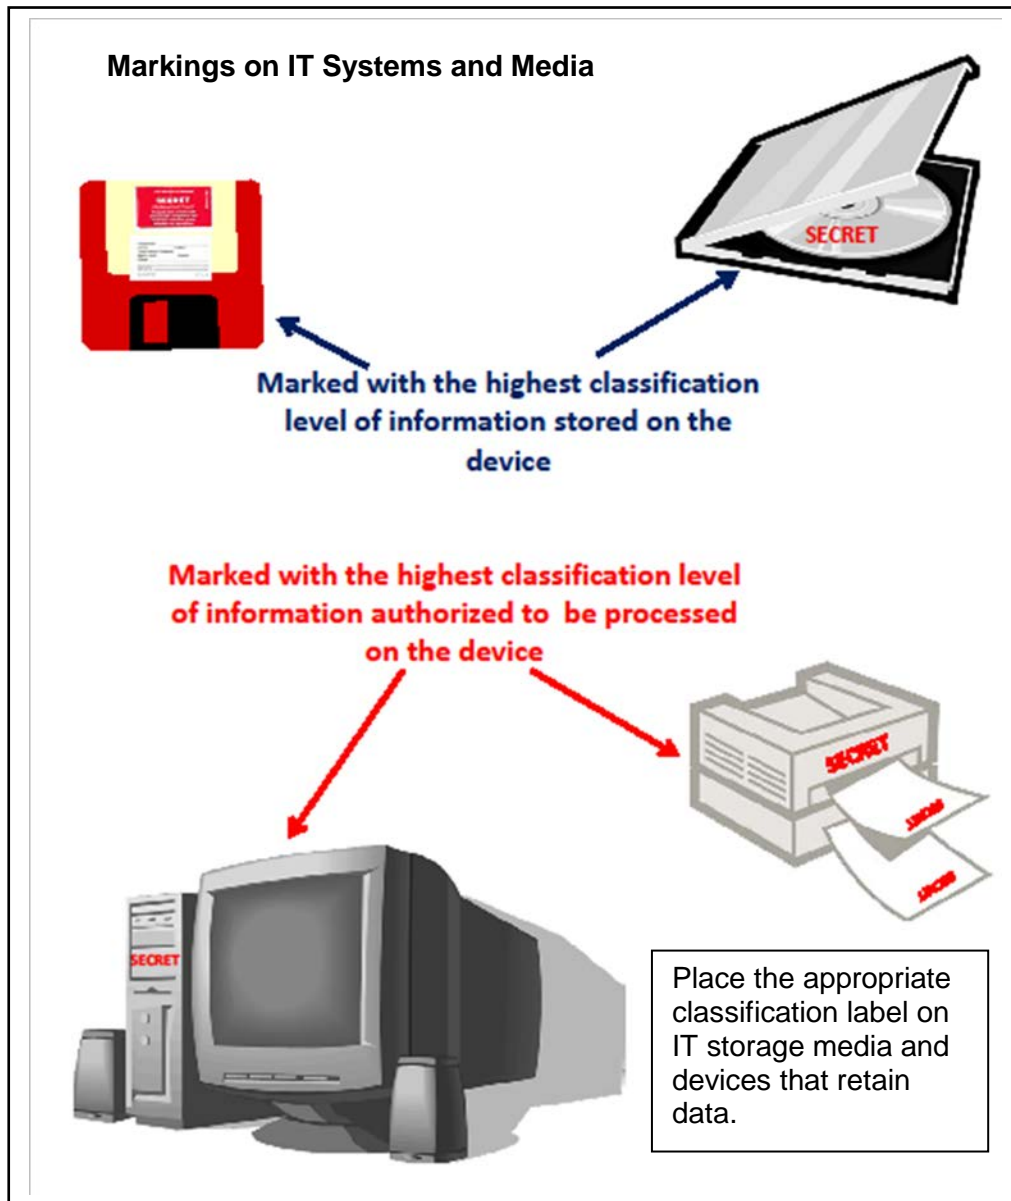 Markings on IT Systems and Media
SECRET
SECRET
Marked with the highest classification
level of information stored on the
device
Marked with the highest classification level
of information authorized to be processed
on the device
SECRET
SECRET
SECRET
SECRET
Place the appropriate
classification label on
IT storage media and
devices that retain
data.